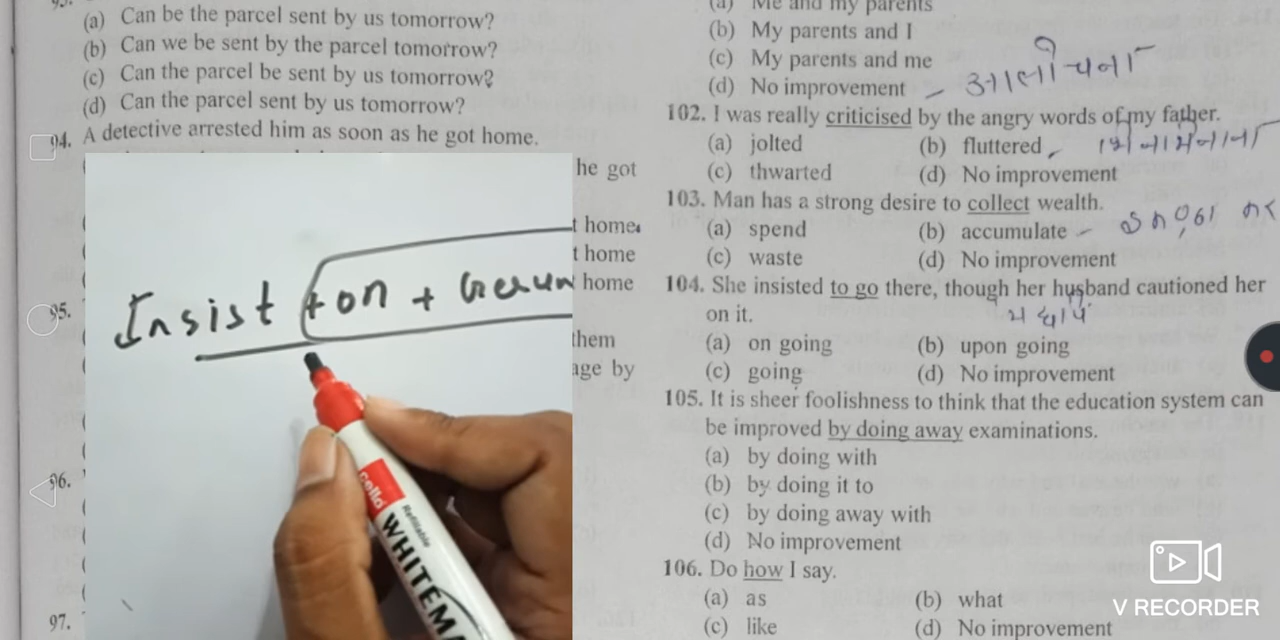 (a) Can be the parcel sent by us tomorrow?
(b) Can we be sent by the parcel tomorrow?
(c) Can the parcel be sent by us tomorrow?
(d) Can the parcel sent by us tomorrow?
94. A detective arrested him as soon as he got home.
he got
t home
t home
home
95.
them
age by
96.
97.
Insist + on +
cello
Refillable
WHITEMA
(a) Me and my parents
(b) My parents and I
(c) My parents and me
(d) No improvement
102. I was really criticised by the angry words of my father.
(a) jolted (b) fluttered
(c) thwarted (d) No improvement
103. Man has a strong desire to collect wealth.
(a) spend (b) accumulate
(c) waste (d) No improvement
104. She insisted to go there, though her husband cautioned her
on it.
(a) on going (b) upon going
(c) going (d) No improvement
105. It is sheer foolishness to think that the education system can
be improved by doing away examinations.
(a) by doing with
(b) by doing it to
(c) by doing away with
(d) No improvement
106. Do how I say.
(a) as (b) what
(c) like (d) No improvement
V RECORDER